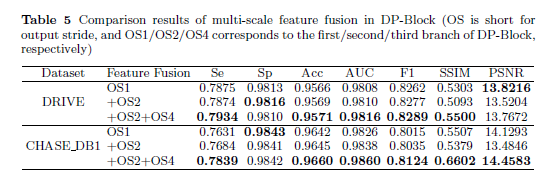 Table 5 Comparison results of multi-scale feature fusion in DP-Block (OS is short for
output stride, and OS1/OS2/OS4 corresponds to the first/second/third branch of DP-Block,
respectively)
Dataset Feature Fusion Se Sp Acc AUC F1 SSIM PSNR
OS1 0.7875 0.9813 0.9566 0.9808 0.8262 0.5303 13.8216
DRIVE +OS2 0.7874 0.9816 0.9569 0.9810 0.8277 0.5093 13.5204
+OS2+OS4 0.7934 0.9810 0.9571 0.9816 0.8289 0.5500 13.7672
OS1 0.7631 0.9843 0.9642 0.9826 0.8015 0.5507 14.1293
CHASE_DB1 +OS2 0.7684 0.9841 0.9645 0.9838 0.8035 0.5379 13.4846
+OS2+OS4 0.7839 0.9842 0.9660 0.9860 0.8124 0.6602 14.4583